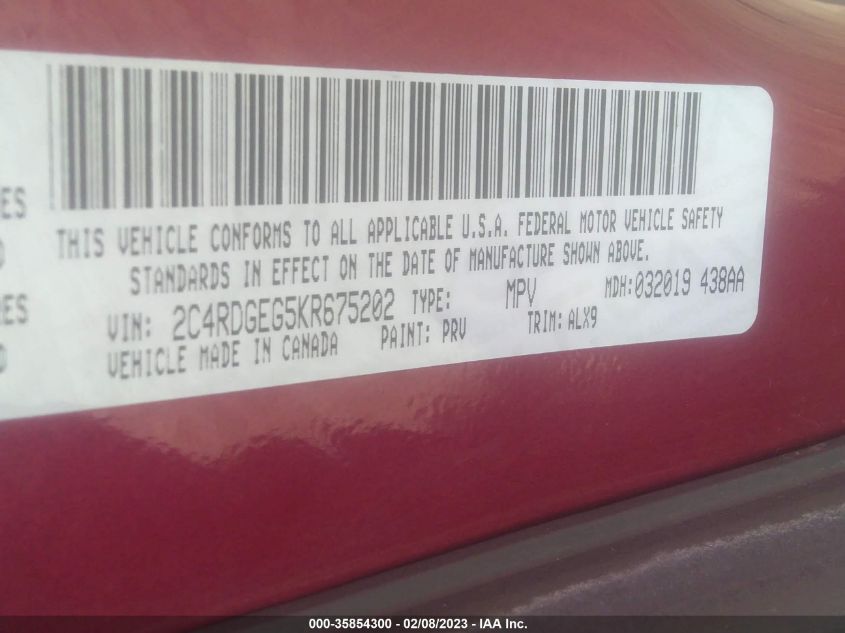 ES
THIS VEHICLE CONFORMS TO ALL APPLICABLE U.S.A. FEDERAL MOTOR VEHICLE SAFETY
STANDARDS IN EFFECT ON THE DATE OF MANUFACTURE SHOWN ABOVE.
ES
VIN: 2C4RDGEG5KR675202 TYPE: MPV MDH:032019 438AA
VEHICLE MADE IN CANADA PAINT: PRV TRIM: ALX9
000-35854300 - 02/08/2023 - IAA Inc.